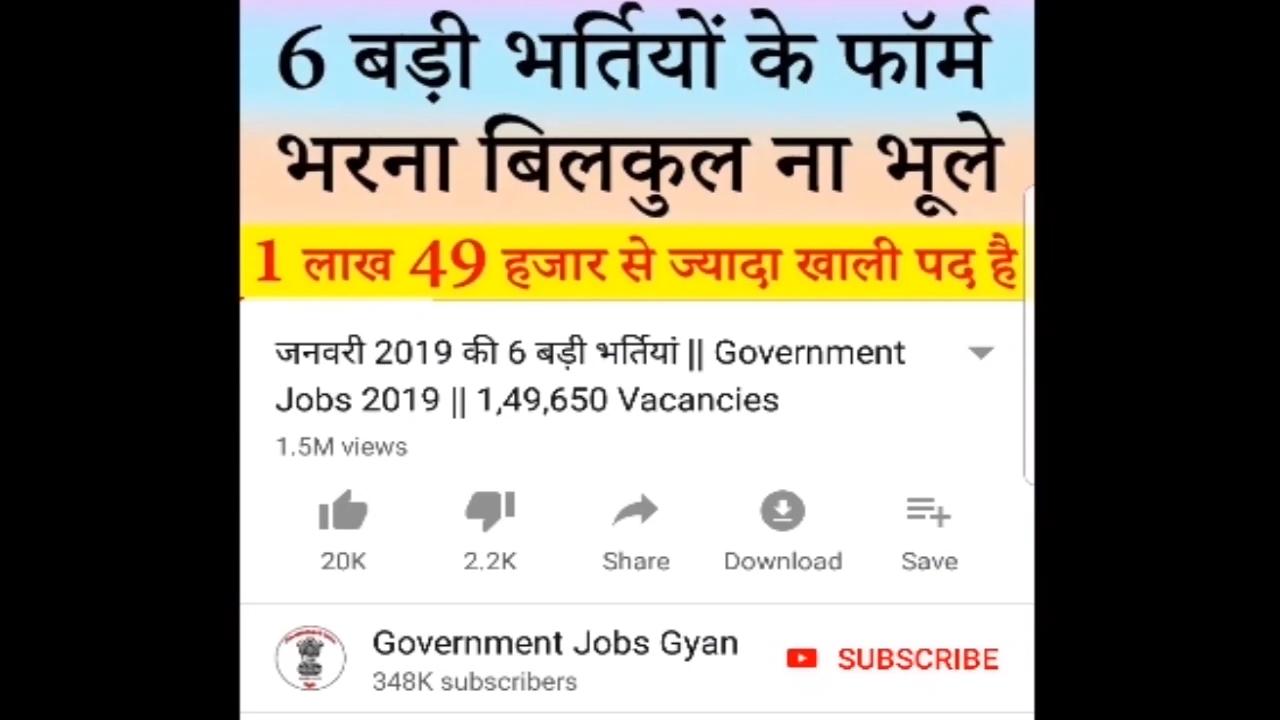 6 बड़ी भर्तियों के फॉर्म
भरना बिलकुल ना भूले
1 लाख 49 हजार से ज्यादा खाली पद है
जनवरी 2019 की 6 बड़ी भर्तियां || Government
Jobs 2019 || 1,49,650 Vacancies
1.5M views
20K 2.2K Share Download Save
Government Jobs Gyan
SUBSCRIBE
348K subscribers